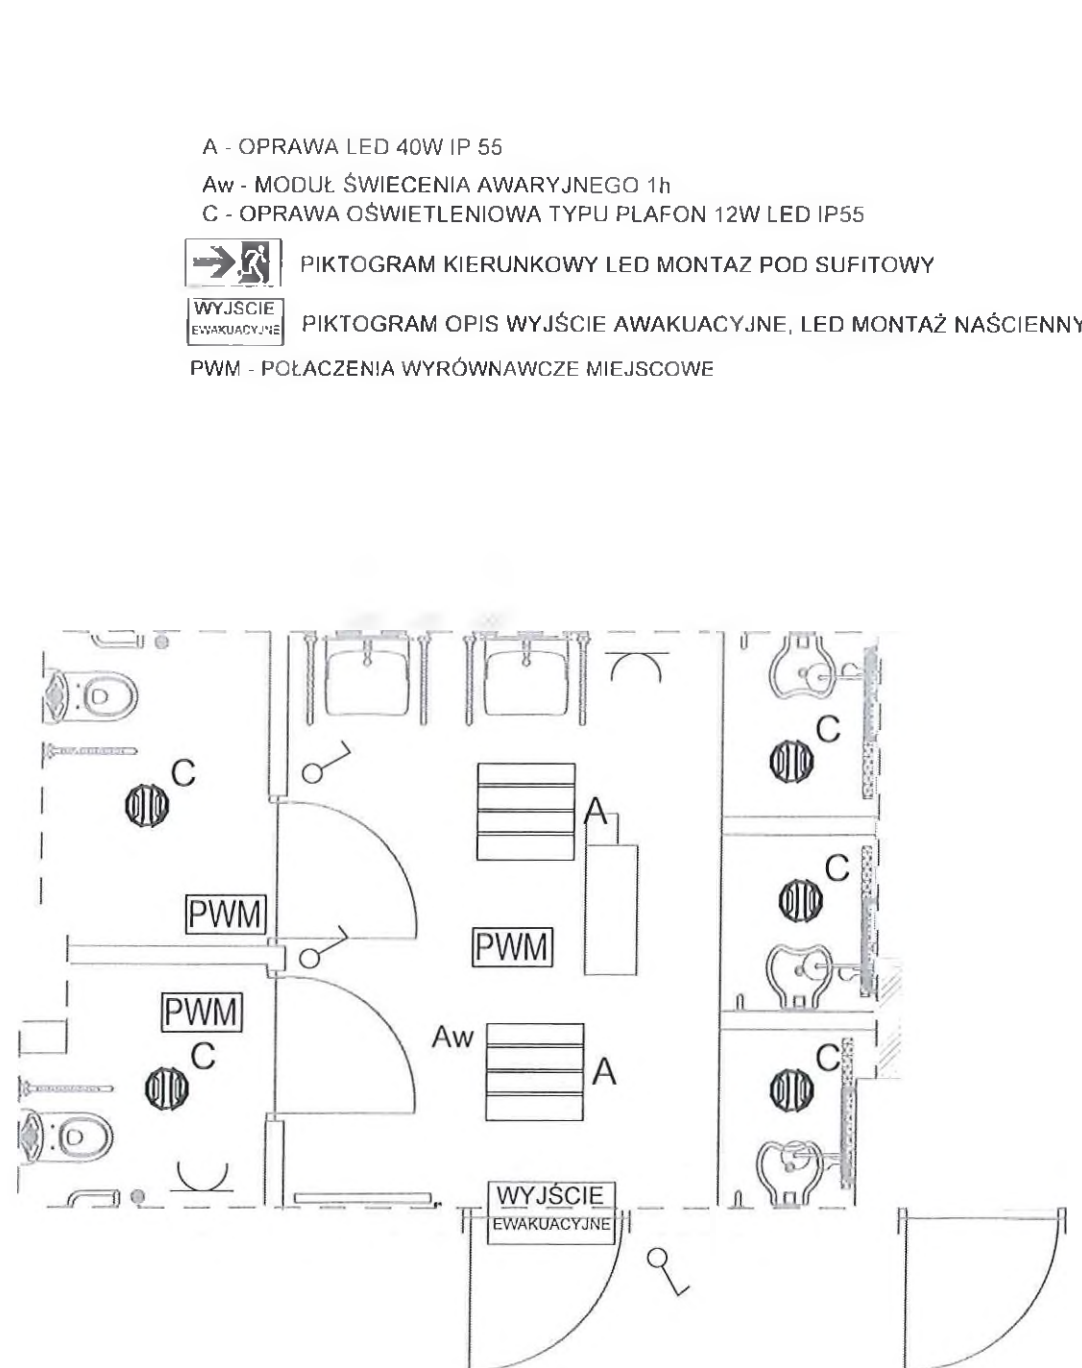 A - OPRAWA LED 40W IP 55
Aw - MODUŁ ŚWIECENIA AWARYJNEGO 1h
C - OPRAWA OŚWIETLENIOWA TYPU PLAFON 12W LED IP55
PIKTOGRAM KIERUNKOWY LED MONTAZ POD SUFITOWY
WYJSCIE
EWAKUACYJNE
PIKTOGRAM OPIS WYJŚCIE AWAKUACYJNE, LED MONTAŻ NAŚCIENNY
PWM - POŁACZENIA WYRÓWNAWCZE MIEJSCOWE
C
C
A
C
PWM
PWM
PWM
Aw
C
C
A
WYJŚCIE
EWAKUACYJNE